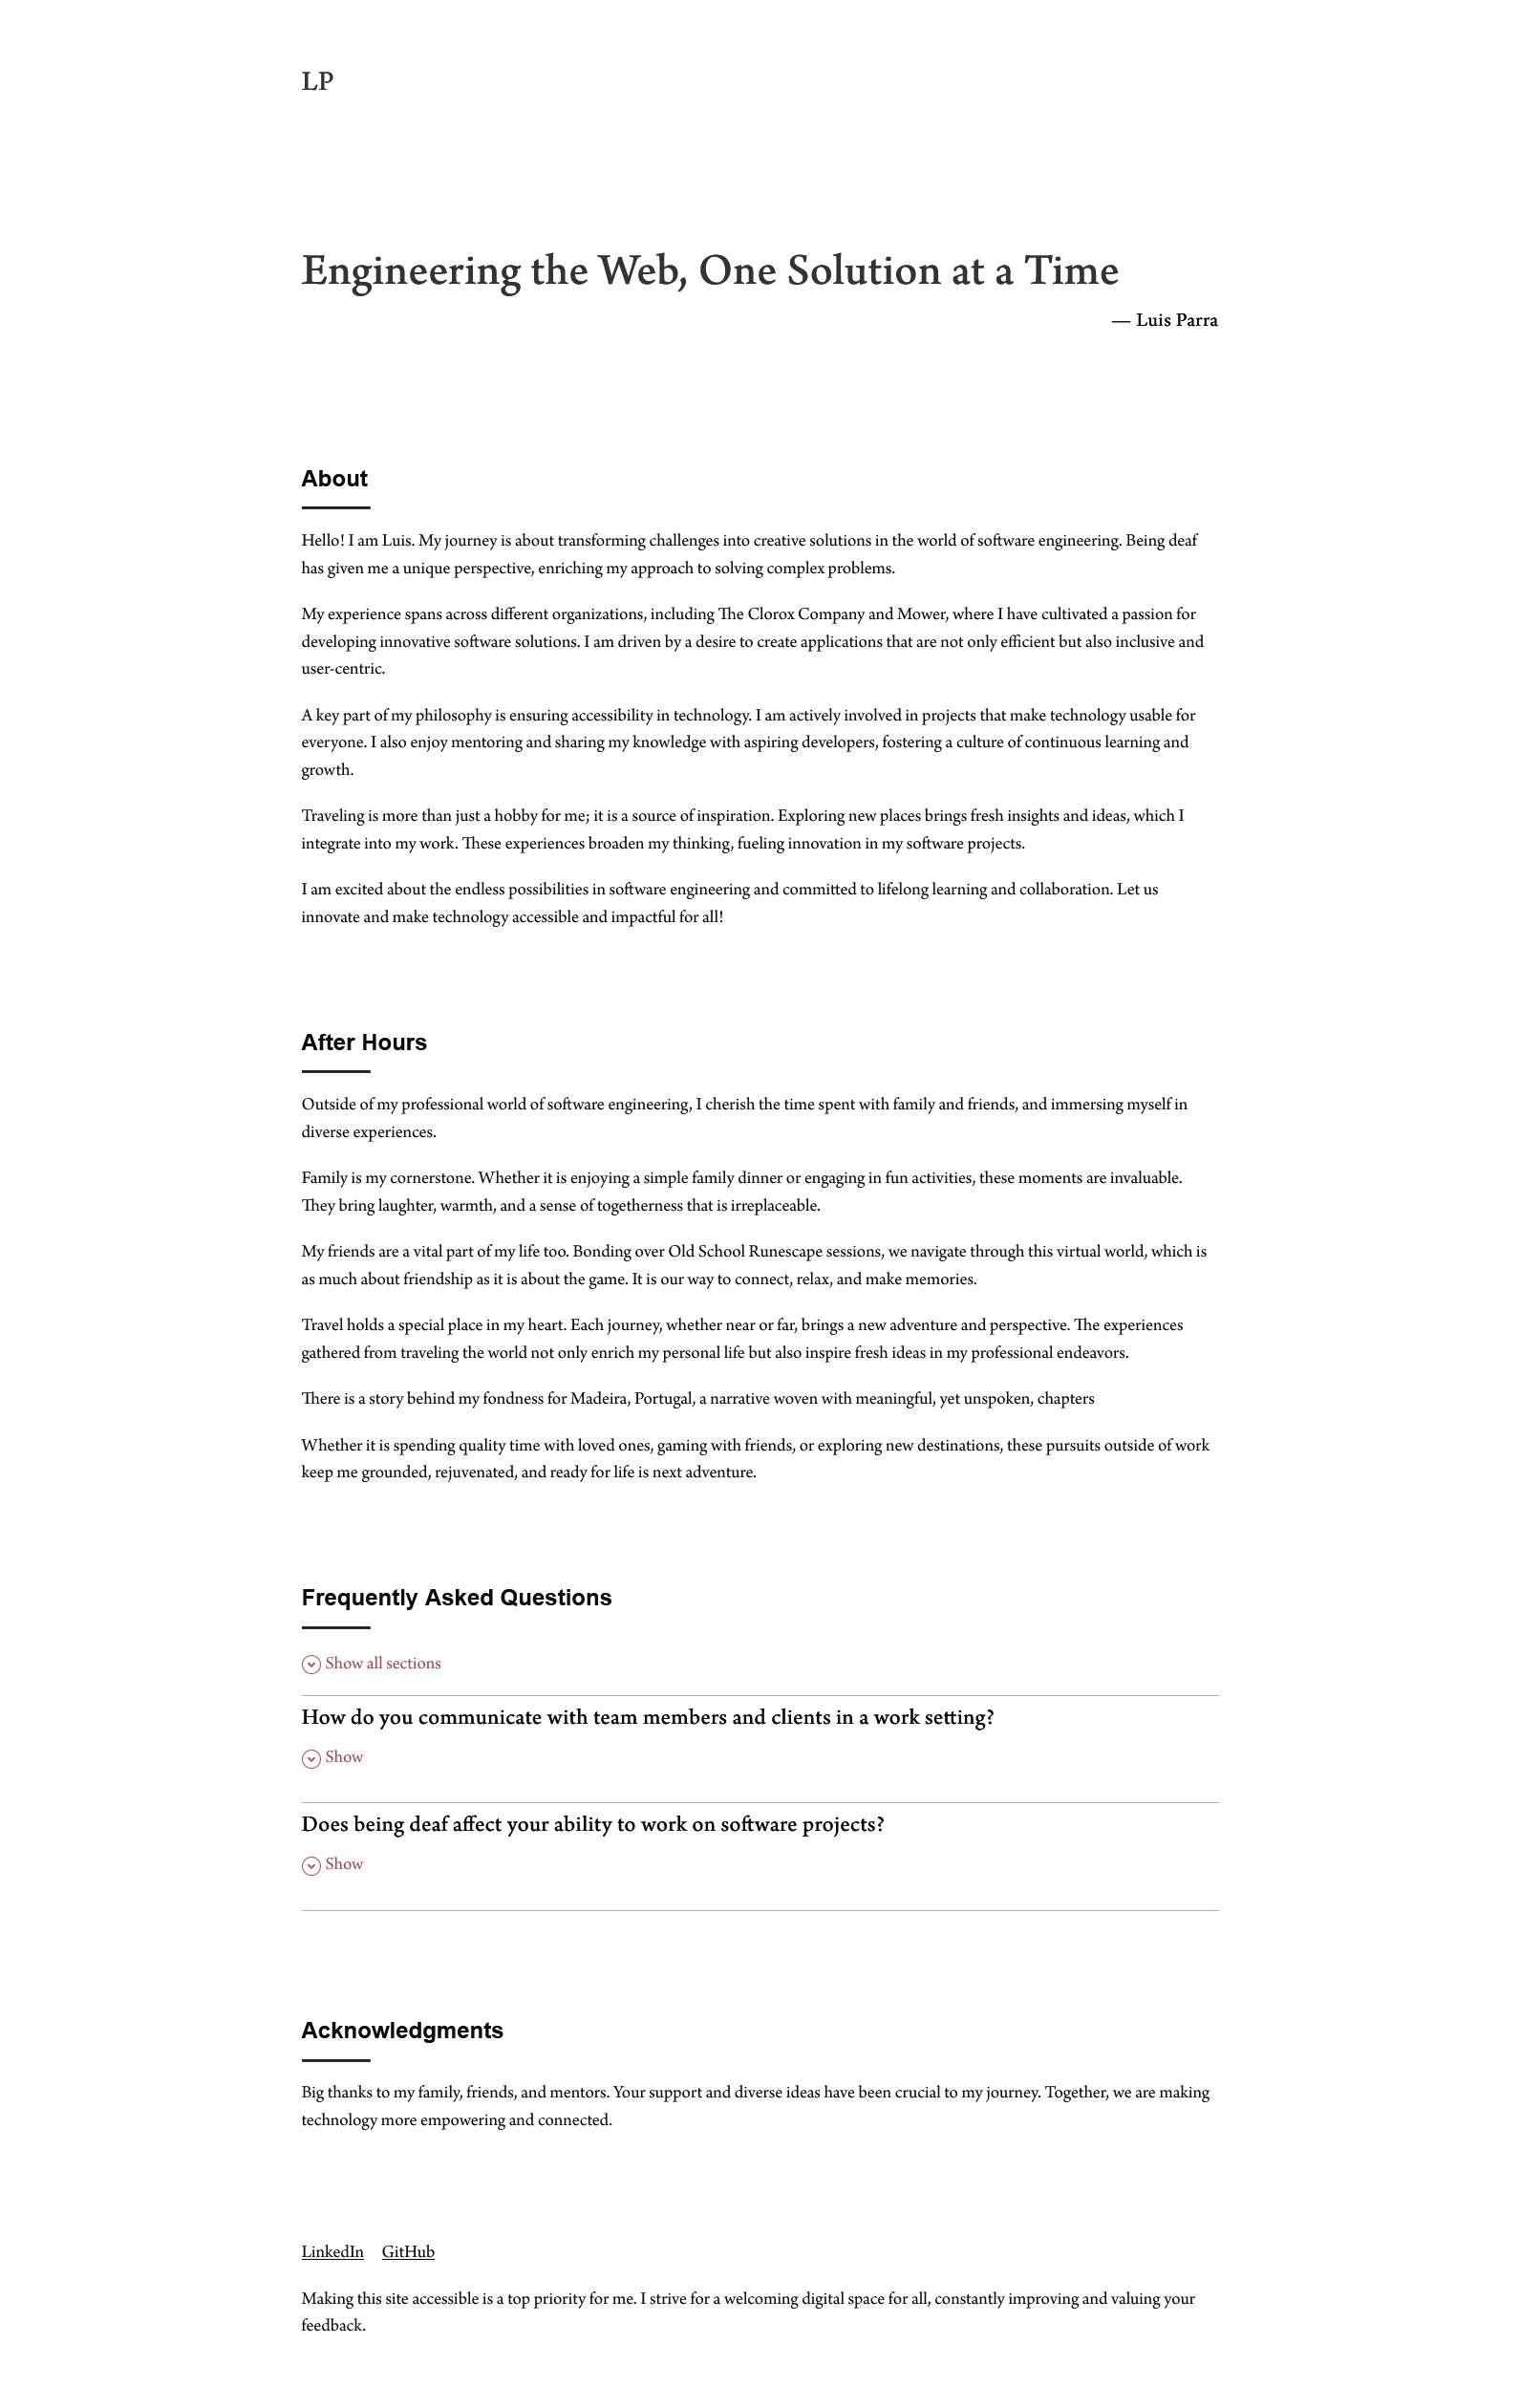 LP
Engineering the Web, One Solution at a Time
— Luis Parra
About
Hello! I am Luis. My journey is about transforming challenges into creative solutions in the world of software engineering. Being deaf
has given me a unique perspective, enriching my approach to solving complex problems.
My experience spans across different organizations, including The Clorox Company and Mower, where I have cultivated a passion for
developing innovative software solutions. I am driven by a desire to create applications that are not only efficient but also inclusive and
user-centric.
A key part of my philosophy is ensuring accessibility in technology. I am actively involved in projects that make technology usable for
everyone. I also enjoy mentoring and sharing my knowledge with aspiring developers, fostering a culture of continuous learning and
growth.
Traveling is more than just a hobby for me; it is a source of inspiration. Exploring new places brings fresh insights and ideas, which I
integrate into my work. These experiences broaden my thinking, fueling innovation in my software projects.
I am excited about the endless possibilities in software engineering and committed to lifelong learning and collaboration. Let us
innovate and make technology accessible and impactful for all!
After Hours
Outside of my professional world of software engineering, I cherish the time spent with family and friends, and immersing myself in
diverse experiences.
Family is my cornerstone. Whether it is enjoying a simple family dinner or engaging in fun activities, these moments are invaluable.
They bring laughter, warmth, and a sense of togetherness that is irreplaceable.
My friends are a vital part of my life too. Bonding over Old School Runescape sessions, we navigate through this virtual world, which is
as much about friendship as it is about the game. It is our way to connect, relax, and make memories.
Travel holds a special place in my heart. Each journey, whether near or far, brings a new adventure and perspective. The experiences
gathered from traveling the world not only enrich my personal life but also inspire fresh ideas in my professional endeavors.
There is a story behind my fondness for Madeira, Portugal, a narrative woven with meaningful, yet unspoken, chapters
Whether it is spending quality time with loved ones, gaming with friends, or exploring new destinations, these pursuits outside of work
keep me grounded, rejuvenated, and ready for life is next adventure.
Frequently Asked Questions
Show all sections
How do you communicate with team members and clients in a work setting?
Show
Does being deaf affect your ability to work on software projects?
Show
Acknowledgments
Big thanks to my family, friends, and mentors. Your support and diverse ideas have been crucial to my journey. Together, we are making
technology more empowering and connected.
LinkedIn GitHub
Making this site accessible is a top priority for me. I strive for a welcoming digital space for all, constantly improving and valuing your
feedback.